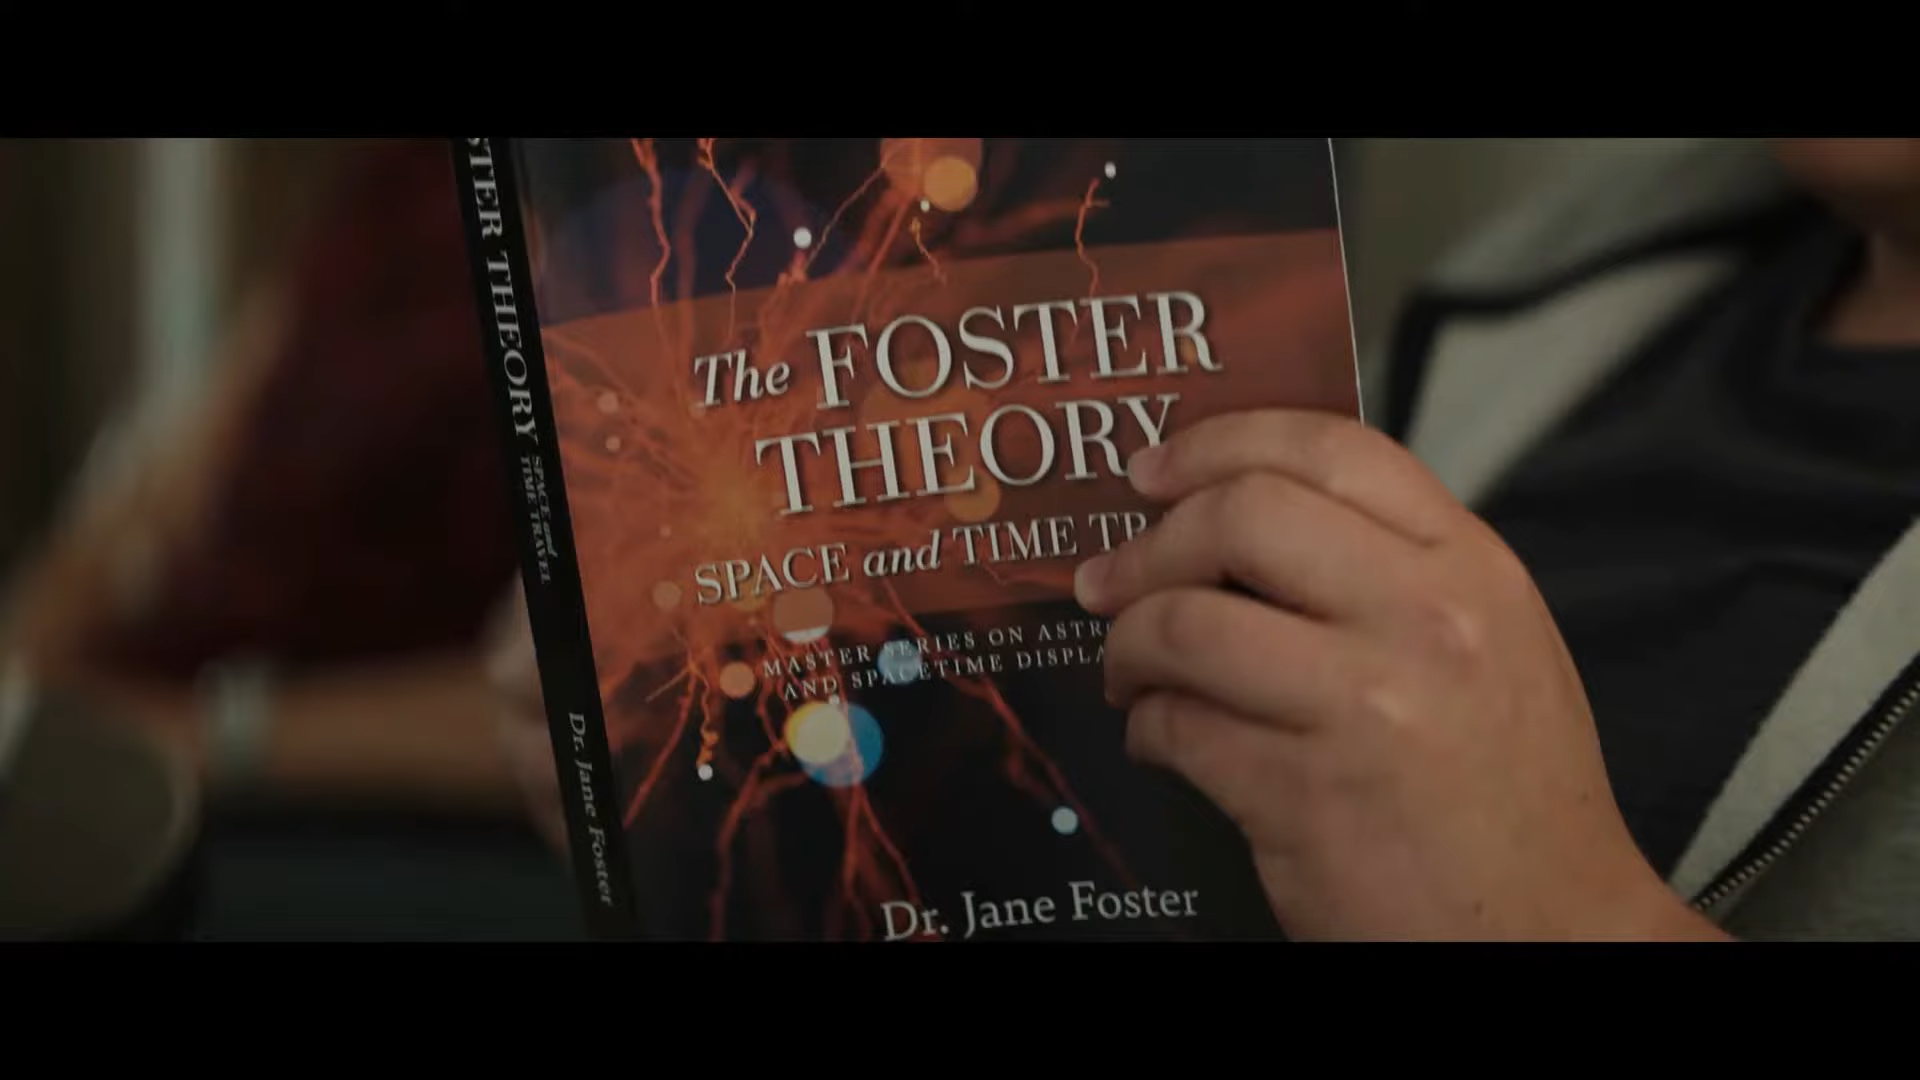 The FOSTER
THEORY
SPACE and TIME TR
MASTER SERIES ON ASTR
AND SPACETIME DISPLA
Dr. Jane Foster
STER THEORY
SPACE and
TIME TRAVEL
Dr. Jane Foster